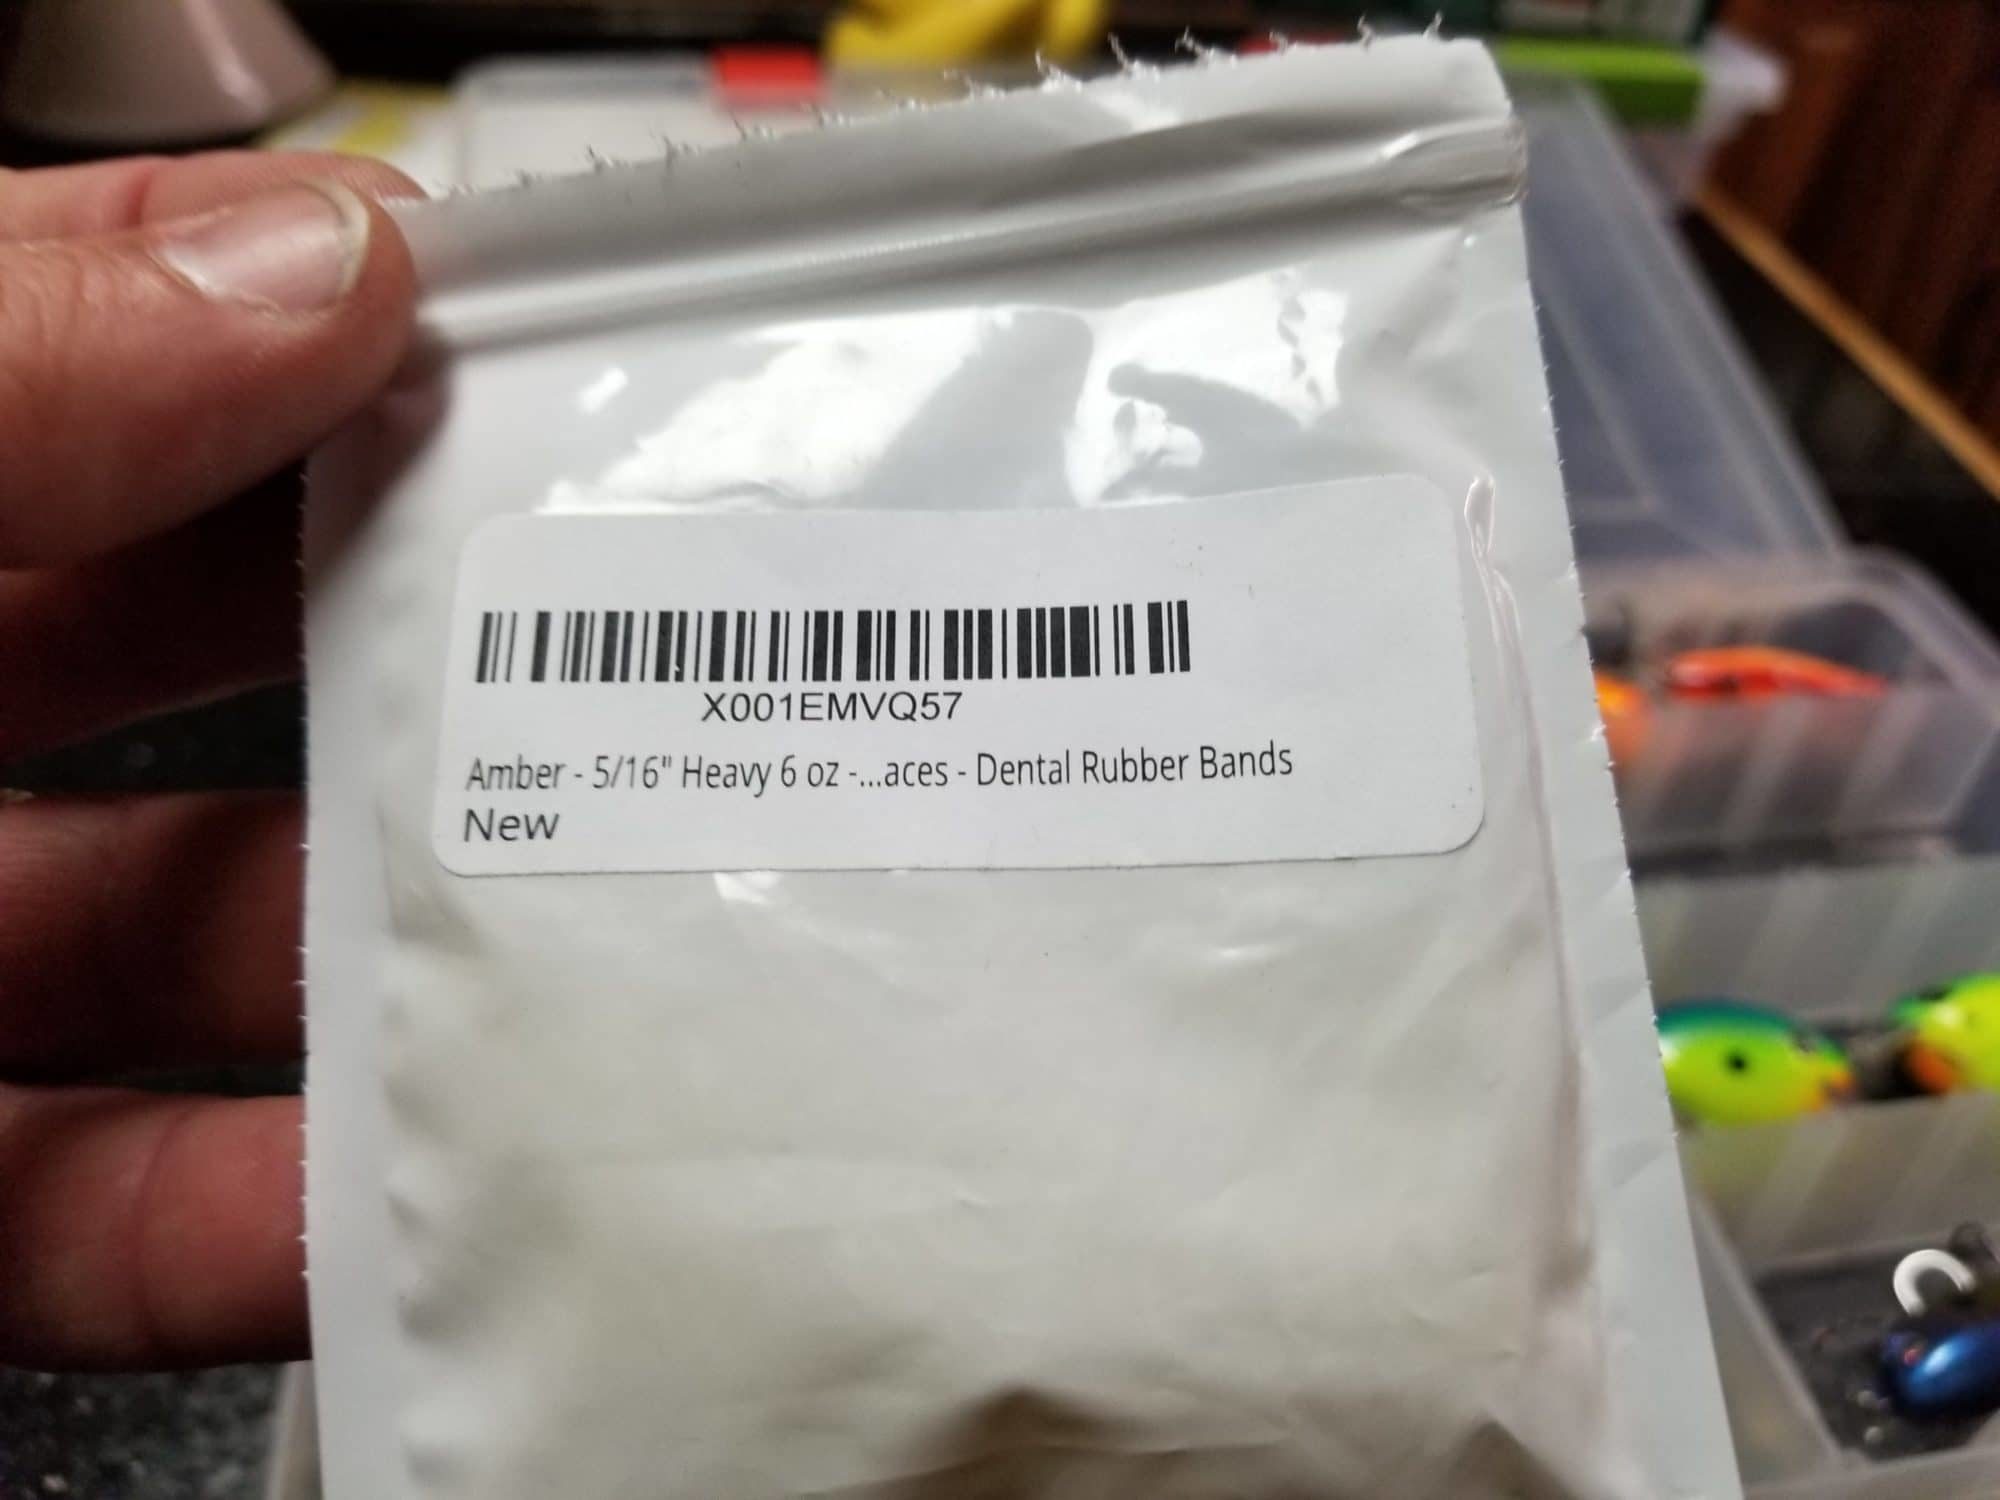 X001EMVQ57
Amber - 5/16" Heavy 6 oz -...aces - Dental Rubber Bands
New